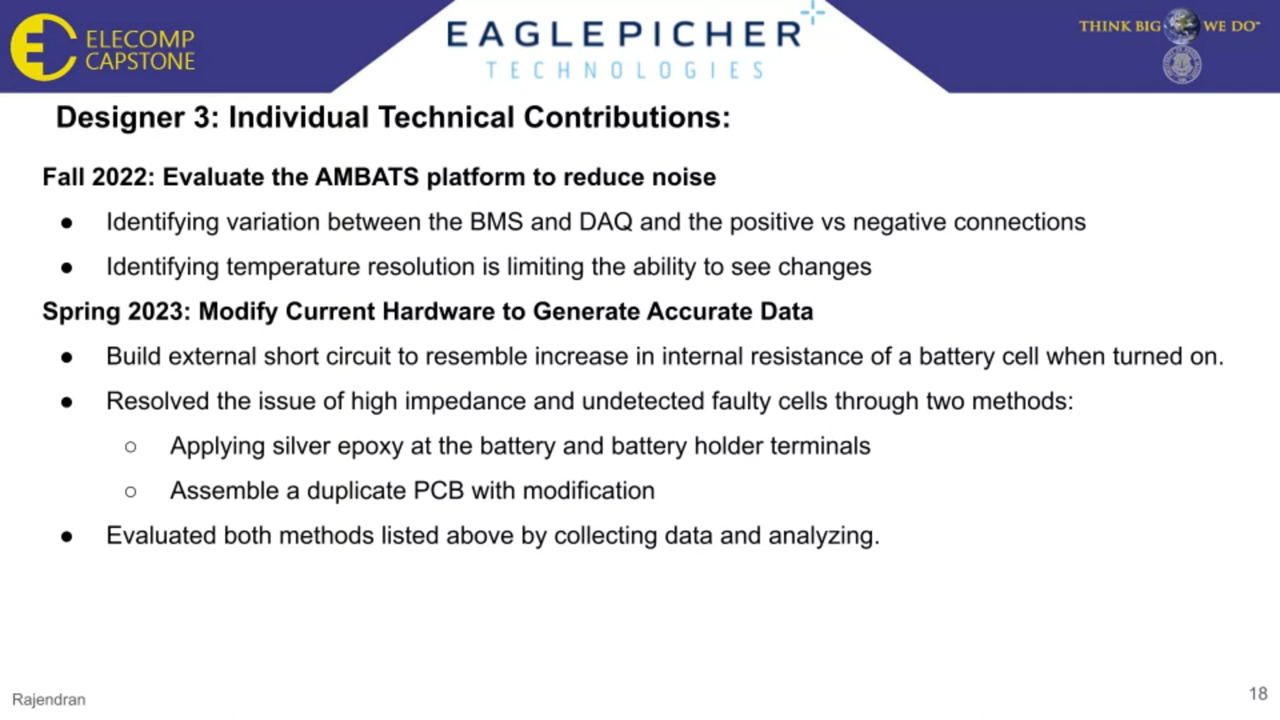 ELECOMP
CAPSTONE
EAGLEPICHER
TECHNOLOGIES
THINK BIG WE DO
Designer 3: Individual Technical Contributions:
Fall 2022: Evaluate the AMBATS platform to reduce noise
● Identifying variation between the BMS and DAQ and the positive vs negative connections
● Identifying temperature resolution is limiting the ability to see changes
Spring 2023: Modify Current Hardware to Generate Accurate Data
● Build external short circuit to resemble increase in internal resistance of a battery cell when turned on.
● Resolved the issue of high impedance and undetected faulty cells through two methods:
○ Applying silver epoxy at the battery and battery holder terminals
○ Assemble a duplicate PCB with modification
● Evaluated both methods listed above by collecting data and analyzing.
Rajendran
18